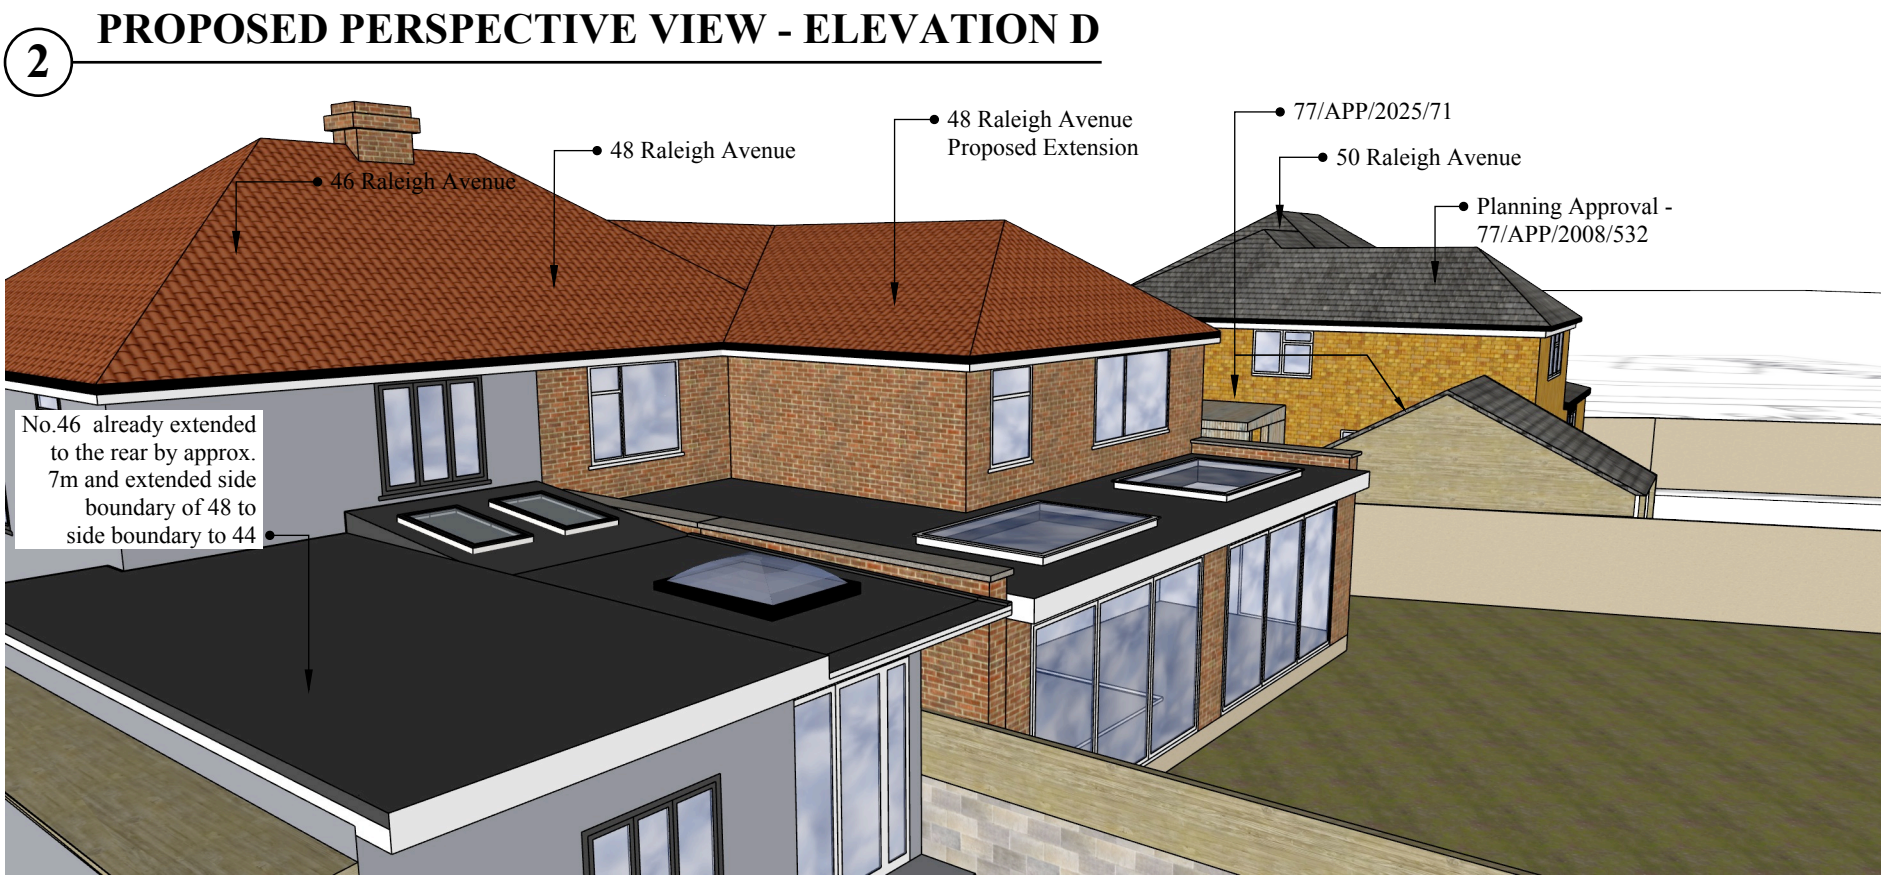 PROPOSED PERSPECTIVE VIEW - ELEVATION D
2
77/APP/2025/71
48 Raleigh Avenue
Proposed Extension
48 Raleigh Avenue
50 Raleigh Avenue
46 Raleigh Avenue
Planning Approval -
77/APP/2008/532
No.46 already extended
to the rear by approx.
7m and extended side
boundary of 48 to
side boundary to 44